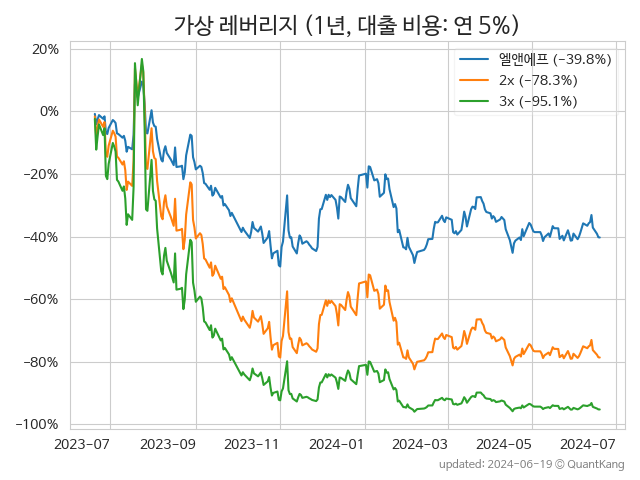 가상 레버리지 (1년, 대출 비용: 연 5%)
20%
0%
−20%
−40%
−60%
−80%
−100%
엘앤에프 (−39.8%)
2x (−78.3%)
3x (−95.1%)
2023-07 2023-09 2023-11 2024-01 2024-03 2024-05 2024-07
updated: 2024-06-19 © QuantKang